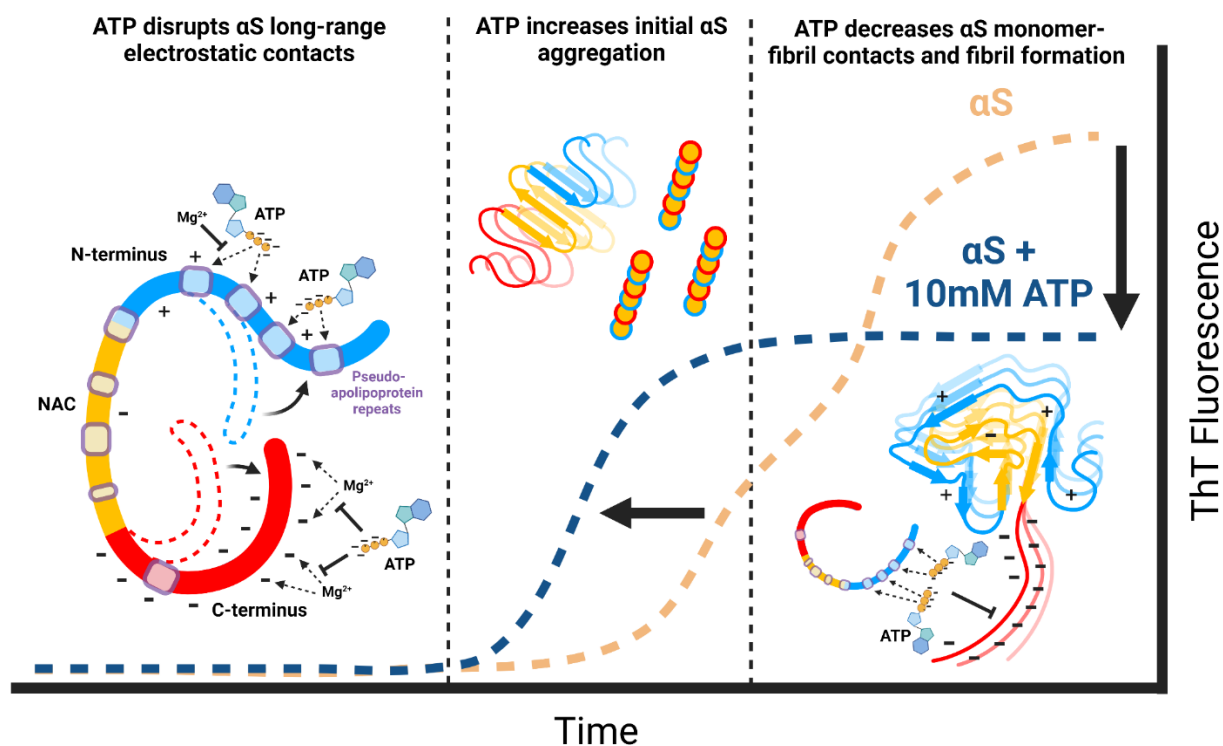 ATP disrupts αS long-range
electrostatic contacts
ATP increases initial αS
aggregation
ATP decreases αS monomer-
fibril contacts and fibril formation
αS
αS +
10mM ATP
Mg²⁺
ATP
N-terminus
ATP
Pseudo-
apolipoprotein
repeats
NAC
Mg²⁺
ATP
Mg²⁺
C-terminus
ATP
ThT Fluorescence
Time